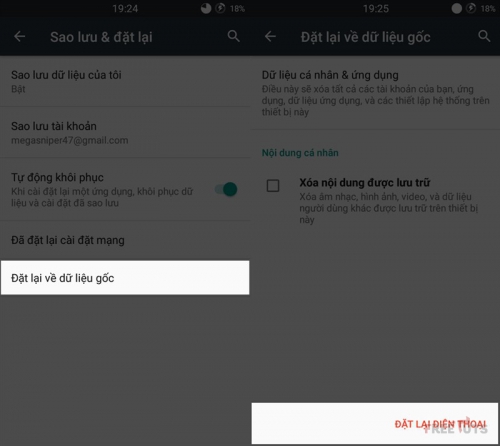 19:24
18%
Sao lưu & đặt lại
Sao lưu dữ liệu của tôi
Bật
Sao lưu tài khoản
megasniper47@gmail.com
Tự động khôi phục
Khi cài đặt lại một ứng dụng, khôi phục dữ
liệu và cài đặt đã sao lưu
Đã đặt lại cài đặt mạng
Đặt lại về dữ liệu gốc
19:25
18%
Đặt lại về dữ liệu gốc
Dữ liệu cá nhân & ứng dụng
Điều này sẽ xóa tất cả các tài khoản của bạn, ứng
dụng, dữ liệu ứng dụng, và các thiết lập hệ thống trên
thiết bị này
Nội dung cá nhân
Xóa nội dung được lưu trữ
Xóa âm nhạc, hình ảnh, video, và dữ liệu
người dùng khác được lưu trữ trên thiết bị
này
ĐẶT LẠI ĐIỆN THOẠI
FREETUTS